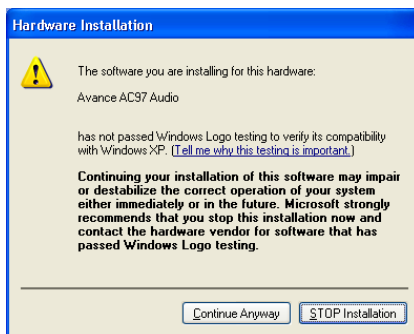 Hardware Installation
The software you are installing for this hardware:
Avance AC97 Audio
has not passed Windows Logo testing to verify its compatibility
with Windows XP. (Tell me why this testing is important.)
Continuing your installation of this software may impair
or destabilize the correct operation of your system
either immediately or in the future. Microsoft strongly
recommends that you stop this installation now and
contact the hardware vendor for software that has
passed Windows Logo testing.
Continue Anyway
STOP Installation